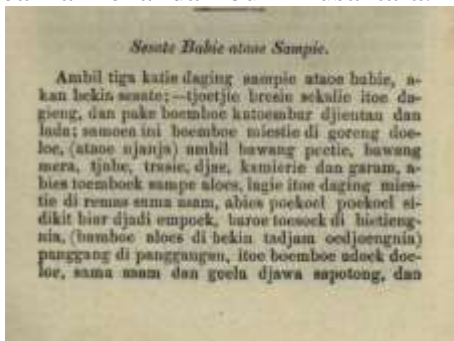 Sesate Babie ataoe Sampie.
Ambil tiga katie daging sampie ataoe babie, a-
kan bekin sesate;—tjoetjie bresie sekalie itoe da-
gieng, dan pake boemboe katoembar djientan dan
lada; samoea ini boemboe miestie di goreng doe-
loe, (ataoe njanja) ambil bawang poetie, bawang
mera, tjabe, trasie, djae, kamierie dan garam, a-
bies toemboek sampe aloes, lagie itoe daging mies-
tie di remas sama asam, abies poekoel poekoel si-
dikit biar djadi empoek, baroe toesoek di bietieng-
nia, (bamboe aloes di bekin tadjam oedjoengnia)
panggang di panggangan, itoe boemboe adoek doe-
loe, sama asam dan goela djawa sapotong, dan